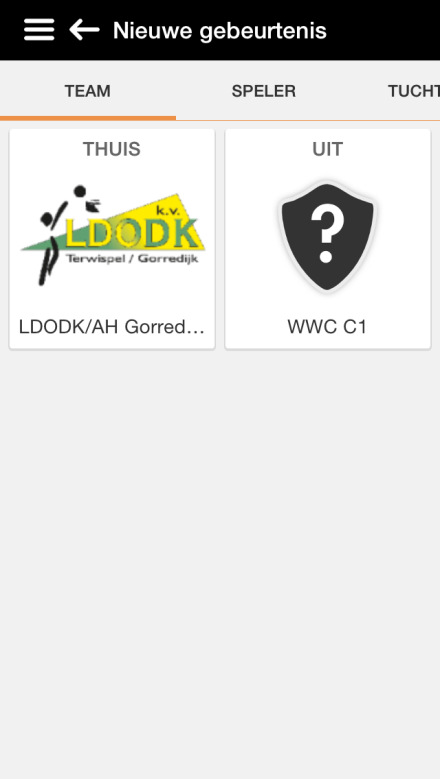 Nieuwe gebeurtenis
TEAM SPELER TUCHT
THUIS
k.v.
LDODK
Terwispel / Gorredijk
LDODK/AH Gorred...
UIT
?
WWC C1